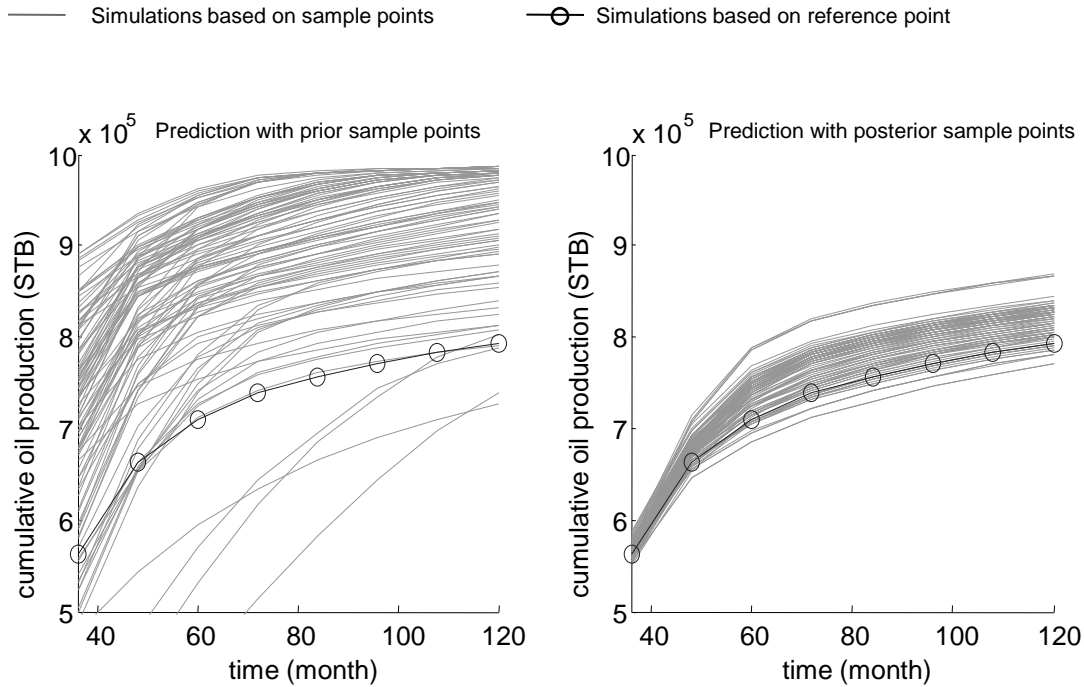 Simulations based on sample points
Simulations based on reference point
x 10^5 Prediction with prior sample points
10
9
8
7
6
5
40 60 80 100 120
cumulative oil production (STB)
time (month)
x 10^5 Prediction with posterior sample points
10
9
8
7
6
5
40 60 80 100 120
cumulative oil production (STB)
time (month)